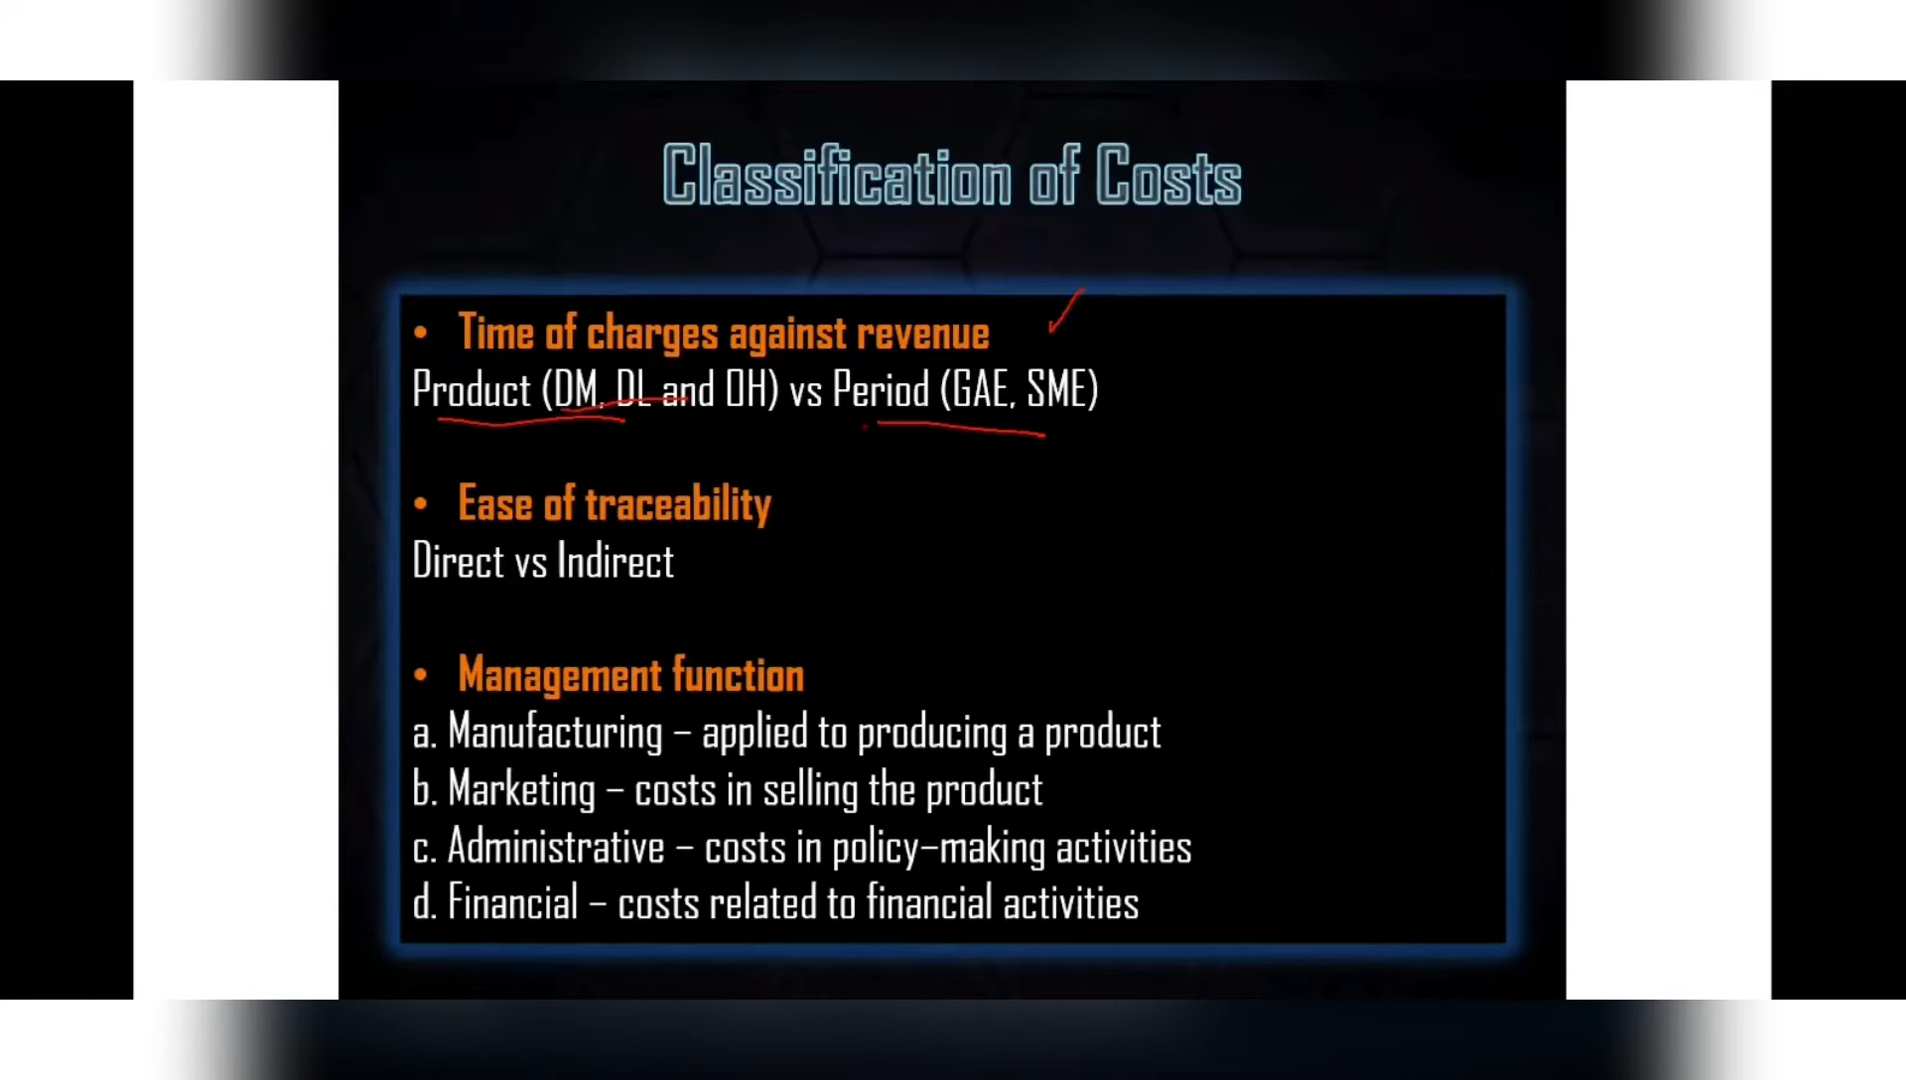 Classification of Costs
• Time of charges against revenue
Product (DM, DL and OH) vs Period (GAE, SME)
• Ease of traceability
Direct vs Indirect
• Management function
a. Manufacturing – applied to producing a product
b. Marketing – costs in selling the product
c. Administrative – costs in policy-making activities
d. Financial – costs related to financial activities